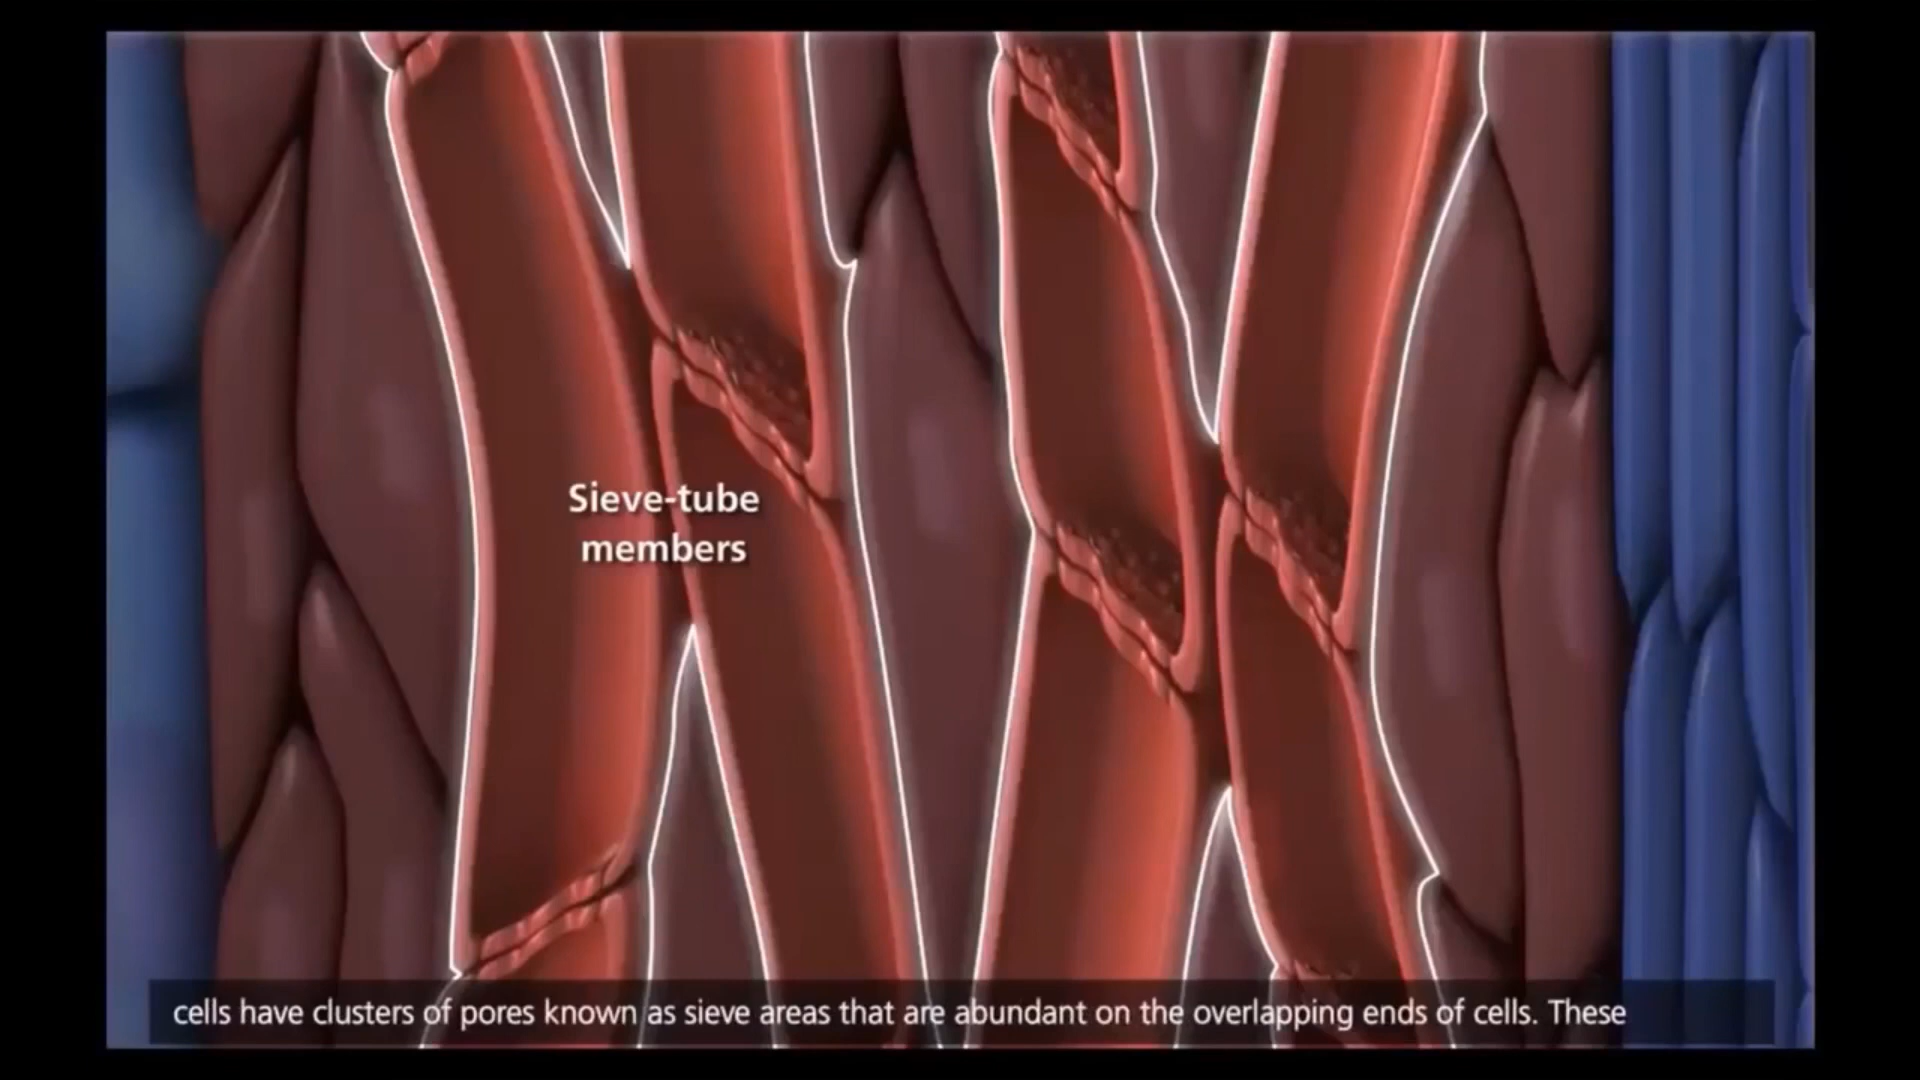 Sieve-tube
members
cells have clusters of pores known as sieve areas that are abundant on the overlapping ends of cells. These